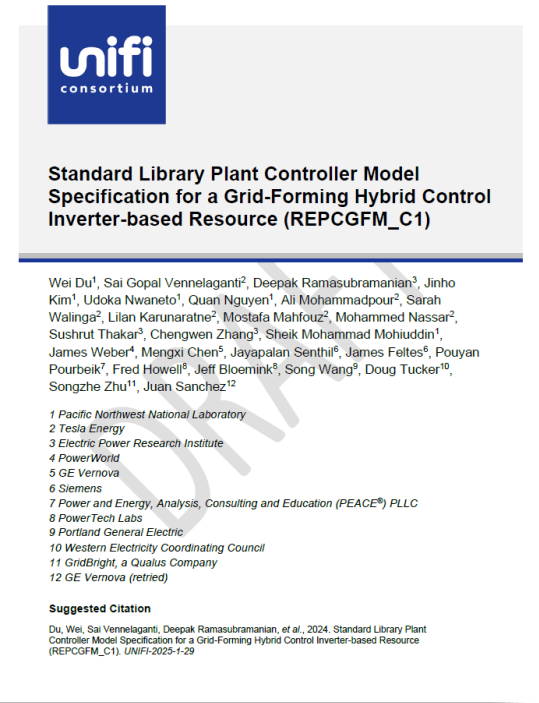 unifi
consortium
Standard Library Plant Controller Model
Specification for a Grid-Forming Hybrid Control
Inverter-based Resource (REPCGFM_C1)
Wei Du1, Sai Gopal Vennelaganti2, Deepak Ramasubramanian3, Jinho
Kim1, Udoka Nwaneto1, Quan Nguyen1, Ali Mohammadpour2, Sarah
Walinga2, Lilan Karunaratne2, Mostafa Mahfouz2, Mohammed Nassar2,
Sushrut Thakar3, Chengwen Zhang3, Sheik Mohammad Mohiuddin1,
James Weber4, Mengxi Chen5, Jayapalan Senthil6, James Feltes6, Pouyan
Pourbeik7, Fred Howell8, Jeff Bloemink8, Song Wang9, Doug Tucker10,
Songzhe Zhu11, Juan Sanchez12
DRAFT
1 Pacific Northwest National Laboratory
2 Tesla Energy
3 Electric Power Research Institute
4 PowerWorld
5 GE Vernova
6 Siemens
7 Power and Energy, Analysis, Consulting and Education (PEACE®) PLLC
8 PowerTech Labs
9 Portland General Electric
10 Western Electricity Coordinating Council
11 GridBright, a Qualus Company
12 GE Vernova (retried)
Suggested Citation
Du, Wei, Sai Vennelaganti, Deepak Ramasubramanian, et al., 2024. Standard Library Plant
Controller Model Specification for a Grid-Forming Hybrid Control Inverter-based Resource
(REPCGFM_C1). UNIFI-2025-1-29